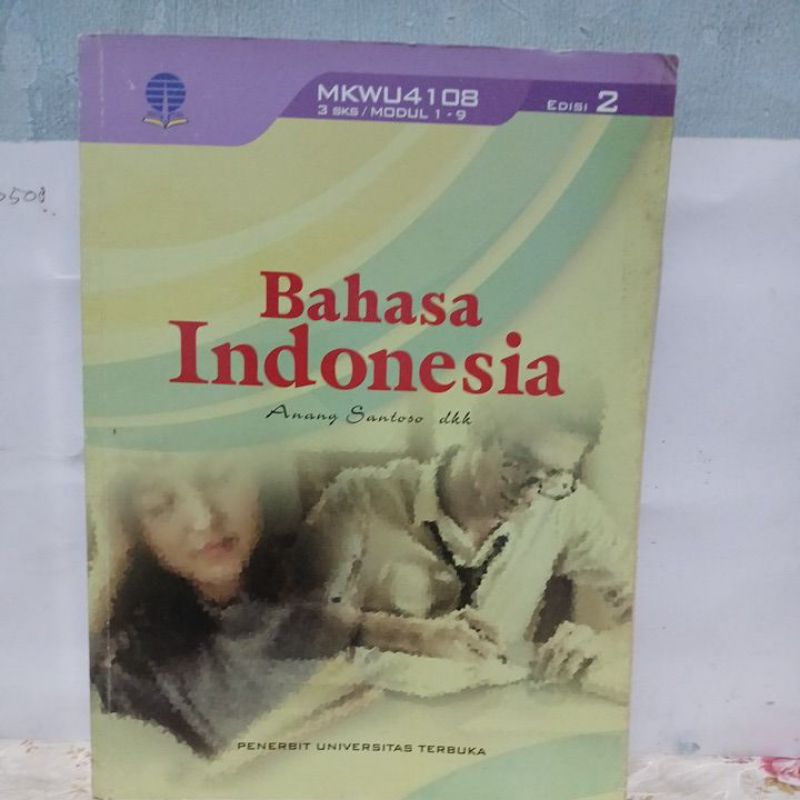 MKWU4108
3 SKS / MODUL 1 - 9
EDISI 2
Bahasa
Indonesia
Anang Santoso dkk
PENERBIT UNIVERSITAS TERBUKA